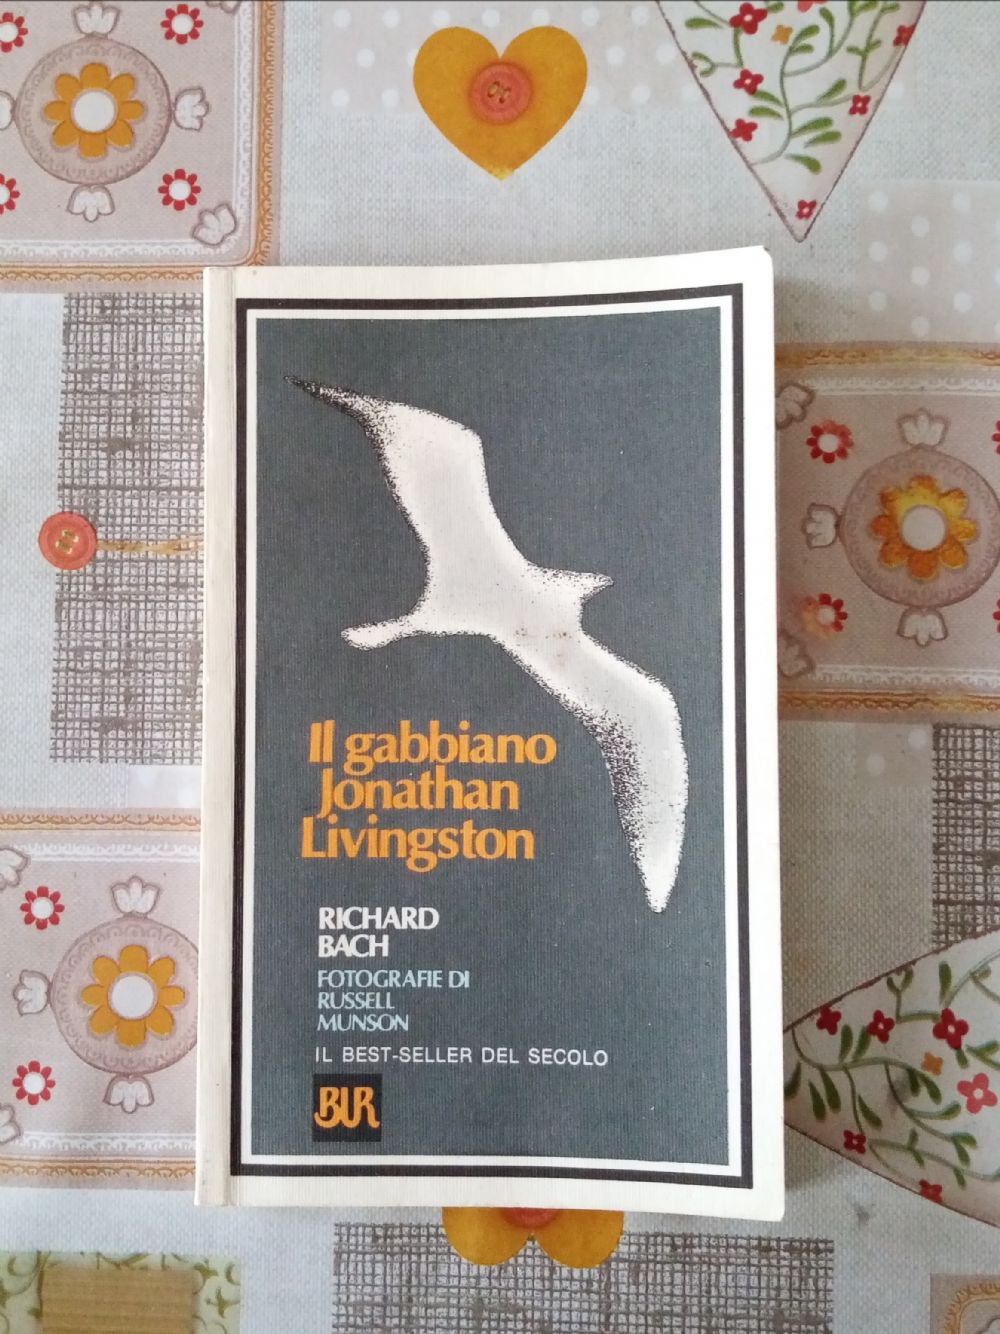 Il gabbiano
Jonathan
Livingston
RICHARD
BACH
FOTOGRAFIE DI
RUSSELL
MUNSON
IL BEST-SELLER DEL SECOLO
BUR